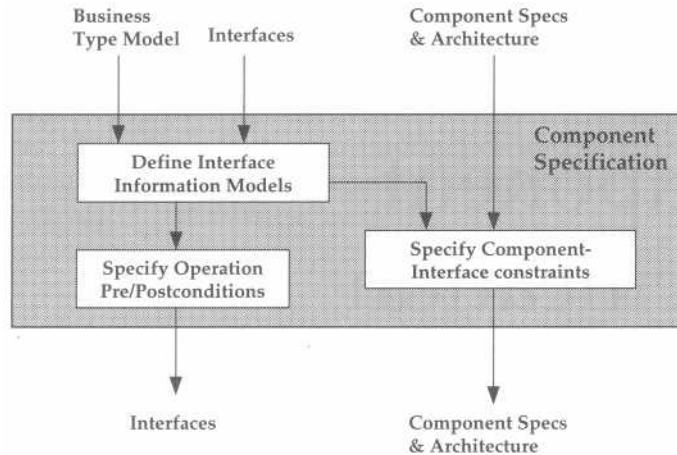 Business
Type Model
Interfaces
Component Specs
& Architecture
Component
Specification
Define Interface
Information Models
Specify Operation
Pre/Postconditions
Specify Component-
Interface constraints
Interfaces
Component Specs
& Architecture